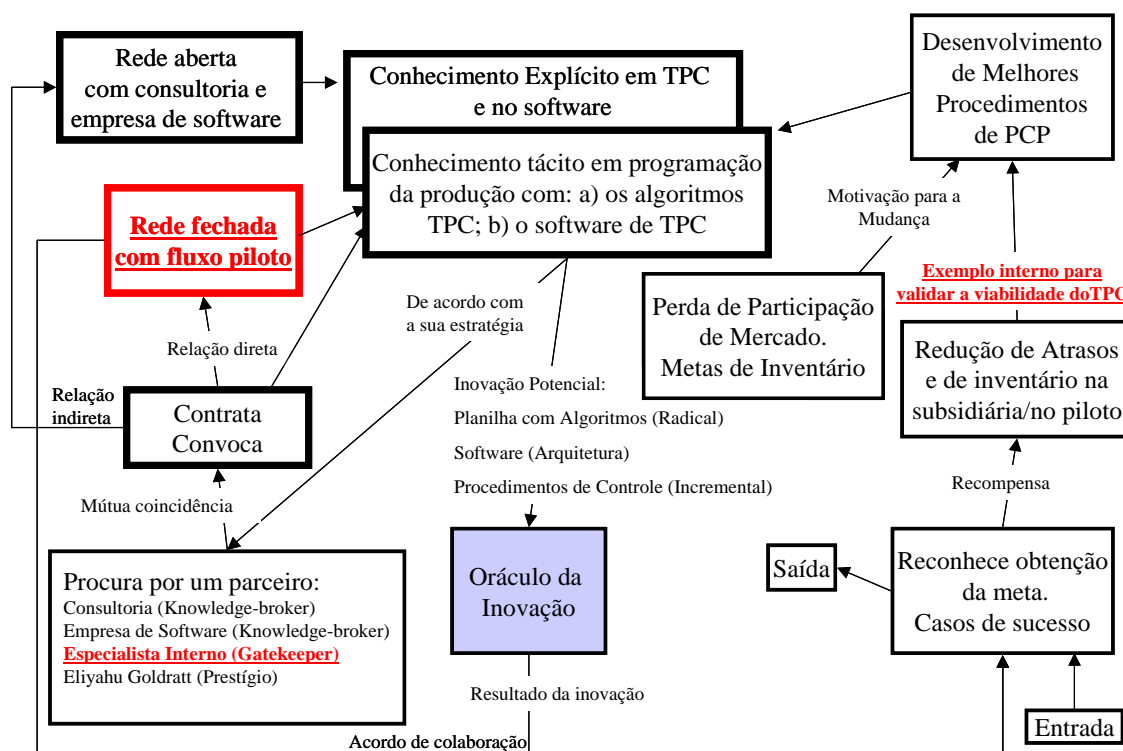 Rede aberta
com consultoria e
empresa de software
Conhecimento Explícito em TPC
e no software
Conhecimento tácito em programação
da produção com: a) os algoritmos
TPC; b) o software de TPC
Desenvolvimento
de Melhores
Procedimentos
de PCP
Rede fechada
com fluxo piloto
Motivação para a
Mudança
De acordo com
a sua estratégia
Exemplo interno para
validar a viabilidade doTPC
Perda de Participação
de Mercado.
Metas de Inventário
Redução de Atrasos
e de inventário na
subsidiária/no piloto
Relação direta
Relação
indireta
Contrata
Convoca
Inovação Potencial:
Planilha com Algoritmos (Radical)
Software (Arquitetura)
Procedimentos de Controle (Incremental)
Mútua coincidência
Recompensa
Procura por um parceiro:
Consultoria (Knowledge-broker)
Empresa de Software (Knowledge-broker)
Especialista Interno (Gatekeeper)
Eliyahu Goldratt (Prestígio)
Oráculo da
Inovação
Saída
Reconhece obtenção
da meta.
Casos de sucesso
Resultado da inovação
Entrada
Acordo de colaboração